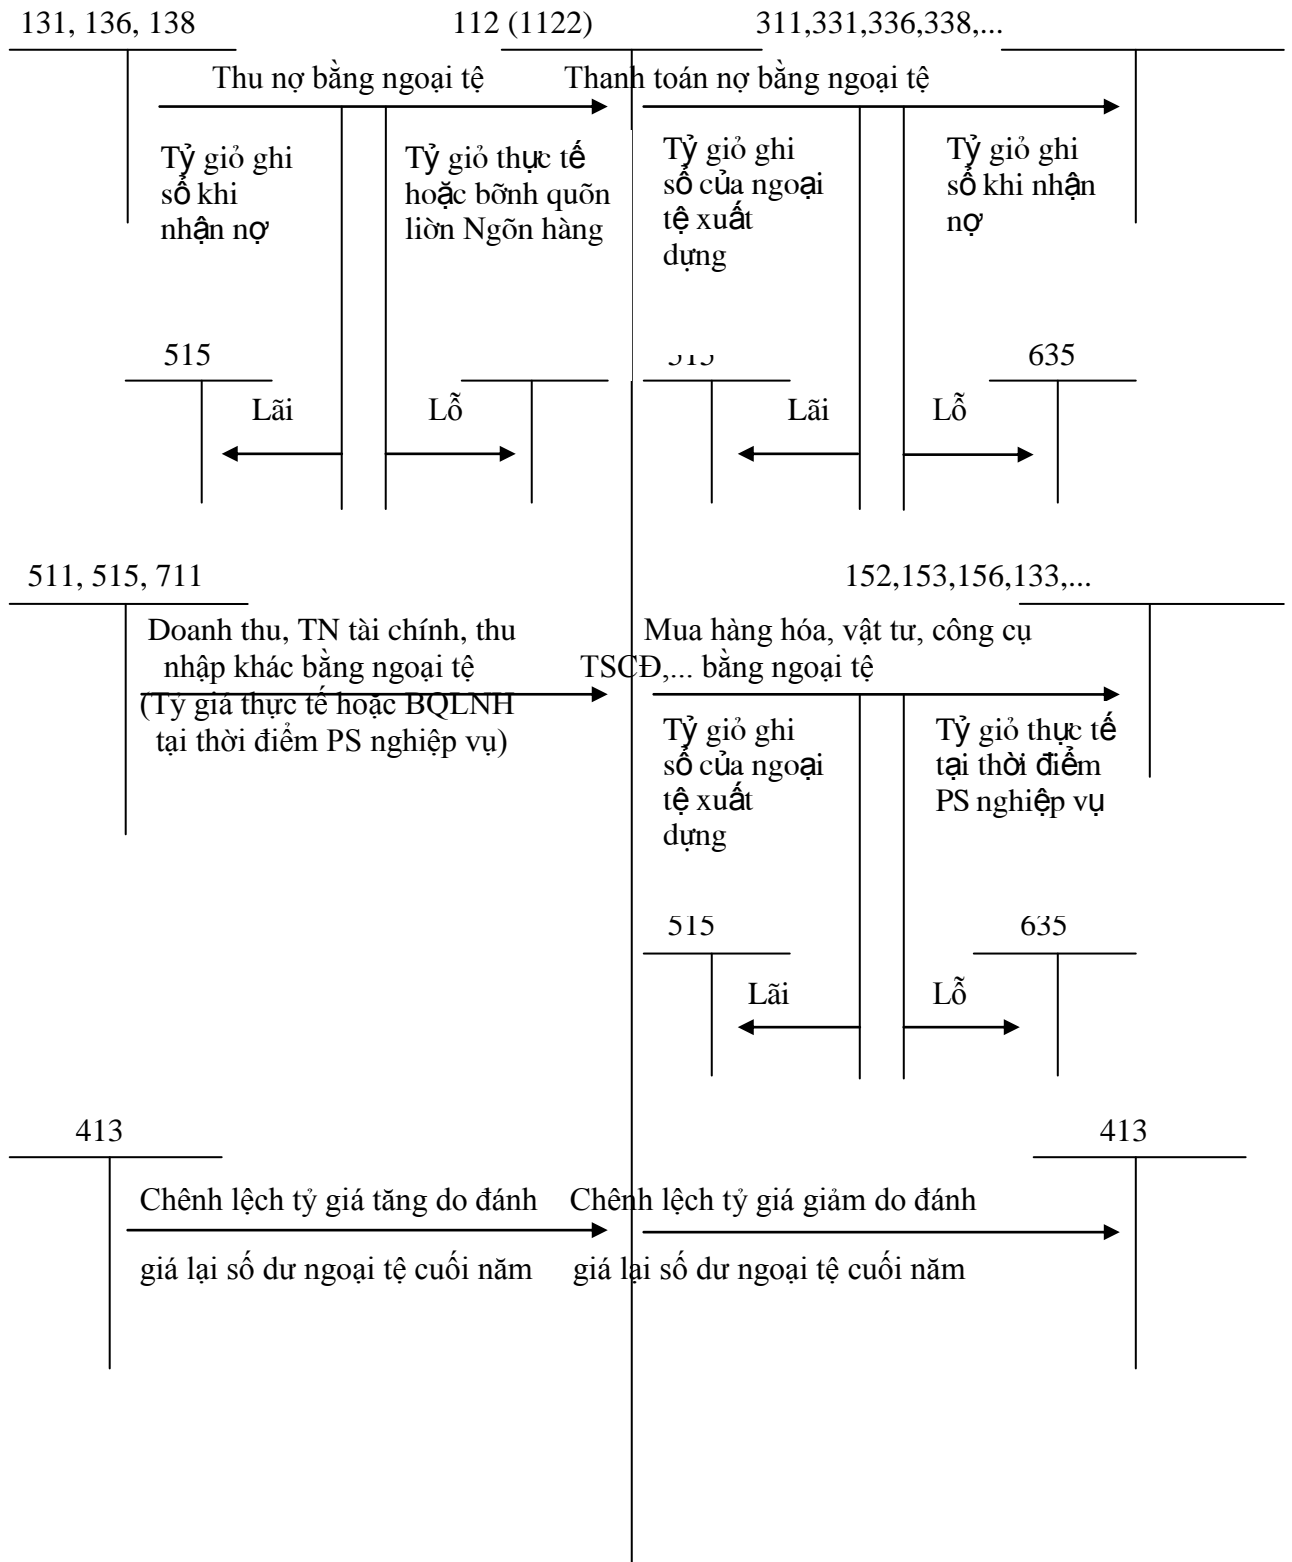 131, 136, 138
112 (1122)
311,331,336,338,...
Thu nợ bằng ngoại tệ
Thanh toán nợ bằng ngoại tệ
Tỷ giỏ ghi
sổ khi
nhận nợ
Tỷ giỏ thực tế
hoặc bỡnh quõn
liờn Ngõn hàng
Tỷ giỏ ghi
sổ của ngoại
tệ xuất
dựng
Tỷ giỏ ghi
sổ khi nhận
nợ
515
Lãi
Lỗ
515
635
Lãi
Lỗ
511, 515, 711
152,153,156,133,...
Doanh thu, TN tài chính, thu
nhập khác bằng ngoại tệ
(Tỷ giá thực tế hoặc BQLNH
tại thời điểm PS nghiệp vụ)
Mua hàng hóa, vật tư, công cụ
TSCĐ,... bằng ngoại tệ
Tỷ giỏ ghi
sổ của ngoại
tệ xuất
dựng
Tỷ giỏ thực tế
tại thời điểm
PS nghiệp vụ
515
635
Lãi
Lỗ
413
413
Chênh lệch tỷ giá tăng do đánh
giá lại số dư ngoại tệ cuối năm
Chênh lệch tỷ giá giảm do đánh
giá lại số dư ngoại tệ cuối năm